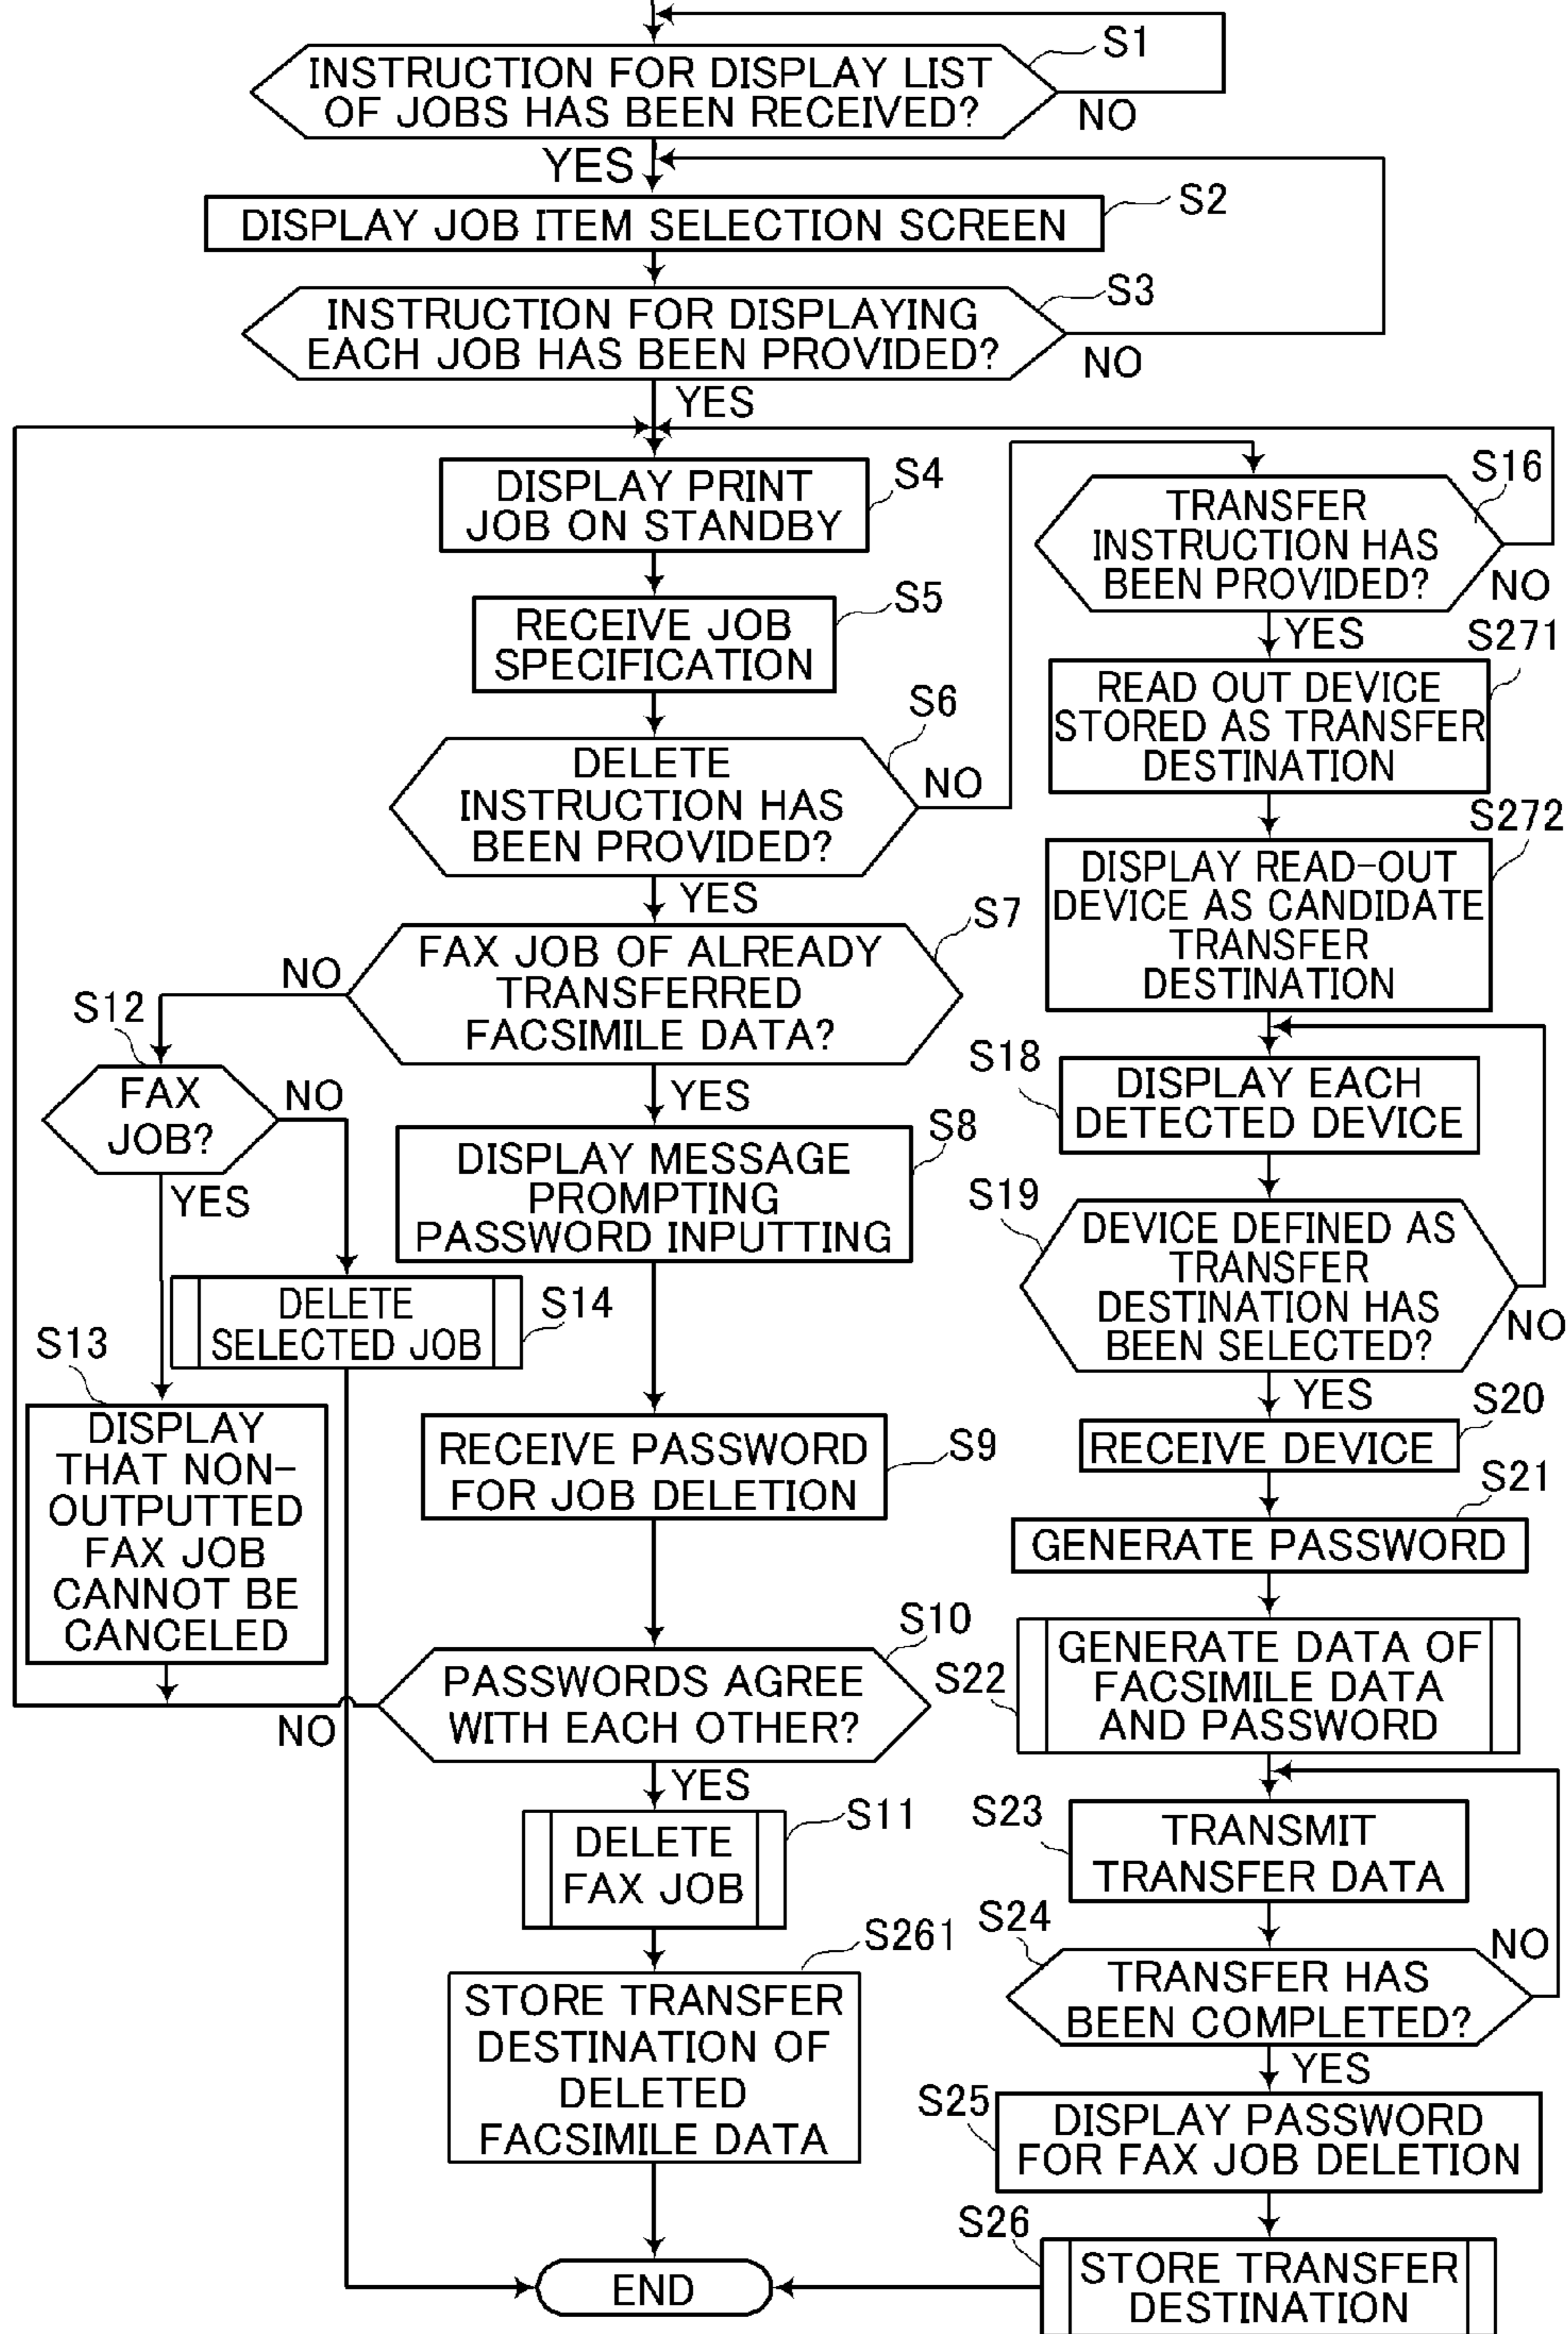 S1
INSTRUCTION FOR DISPLAY LIST
OF JOBS HAS BEEN RECEIVED?
NO
YES
S2
DISPLAY JOB ITEM SELECTION SCREEN
S3
INSTRUCTION FOR DISPLAYING
EACH JOB HAS BEEN PROVIDED?
NO
YES
S4
DISPLAY PRINT
JOB ON STANDBY
S5
RECEIVE JOB
SPECIFICATION
S6
DELETE
INSTRUCTION HAS
BEEN PROVIDED?
NO
YES
S7
FAX JOB OF ALREADY
TRANSFERRED
FACSIMILE DATA?
NO
YES
S12
FAX
JOB?
NO
YES
S14
DELETE
SELECTED JOB
S13
DISPLAY
THAT NON-
OUTPUTTED
FAX JOB
CANNOT BE
CANCELED
S8
DISPLAY MESSAGE
PROMPTING
PASSWORD INPUTTING
S9
RECEIVE PASSWORD
FOR JOB DELETION
S10
PASSWORDS AGREE
WITH EACH OTHER?
NO
YES
S11
DELETE
FAX JOB
S261
STORE TRANSFER
DESTINATION OF
DELETED
FACSIMILE DATA
END
S16
TRANSFER
INSTRUCTION HAS
BEEN PROVIDED?
NO
YES
S271
READ OUT DEVICE
STORED AS TRANSFER
DESTINATION
S272
DISPLAY READ-OUT
DEVICE AS CANDIDATE
TRANSFER
DESTINATION
S18
DISPLAY EACH
DETECTED DEVICE
S19
DEVICE DEFINED AS
TRANSFER
DESTINATION HAS
BEEN SELECTED?
NO
YES
S20
RECEIVE DEVICE
S21
GENERATE PASSWORD
S22
GENERATE DATA OF
FACSIMILE DATA
AND PASSWORD
S23
TRANSMIT
TRANSFER DATA
S24
TRANSFER HAS
BEEN COMPLETED?
NO
YES
S25
DISPLAY PASSWORD
FOR FAX JOB DELETION
S26
STORE TRANSFER
DESTINATION